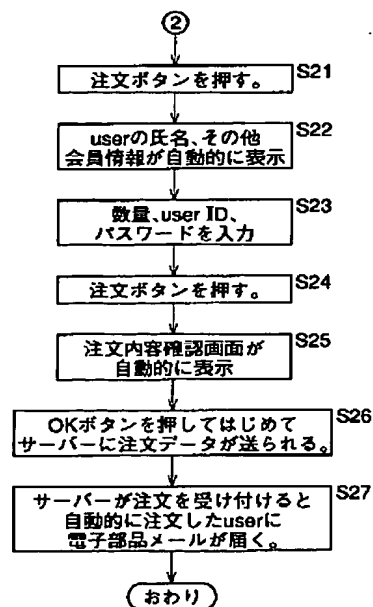 ②
注文ボタンを押す。
S21
userの氏名、その他
会員情報が自動的に表示
S22
数量、user ID、
パスワードを入力
S23
注文ボタンを押す。
S24
注文内容確認画面が
自動的に表示
S25
OKボタンを押してはじめて
サーバーに注文データが送られる。
S26
サーバーが注文を受け付けると
自動的に注文したuserに
電子部品メールが届く。
S27
おわり